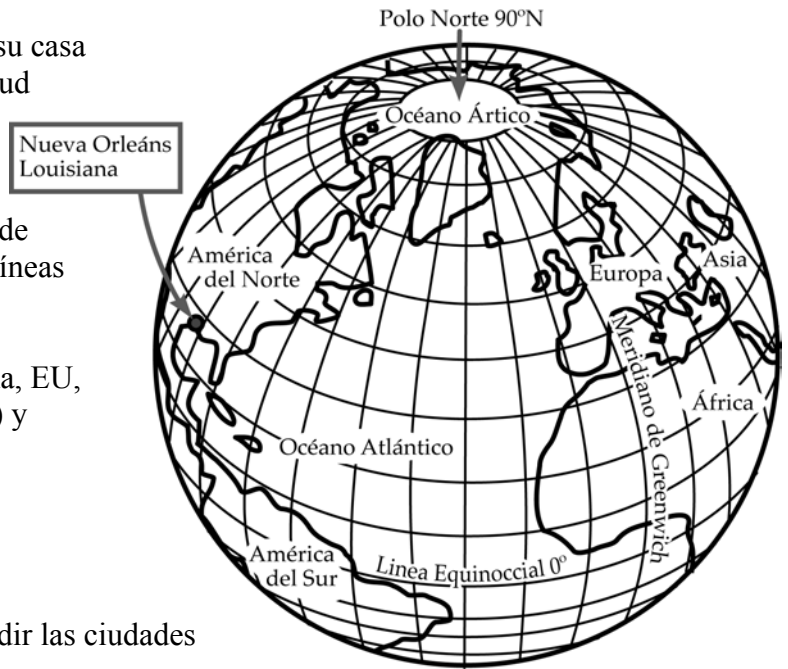 su casa
ud
de
íneas
a, EU,
) y
dir las ciudades
Polo Norte 90ºN
Océano Ártico
Nueva Orleáns
Louisiana
América
del Norte
Europa
Asia
Meridiano de Greenwich
África
Océano Atlántico
América
del Sur
Linea Equinoccial 0º